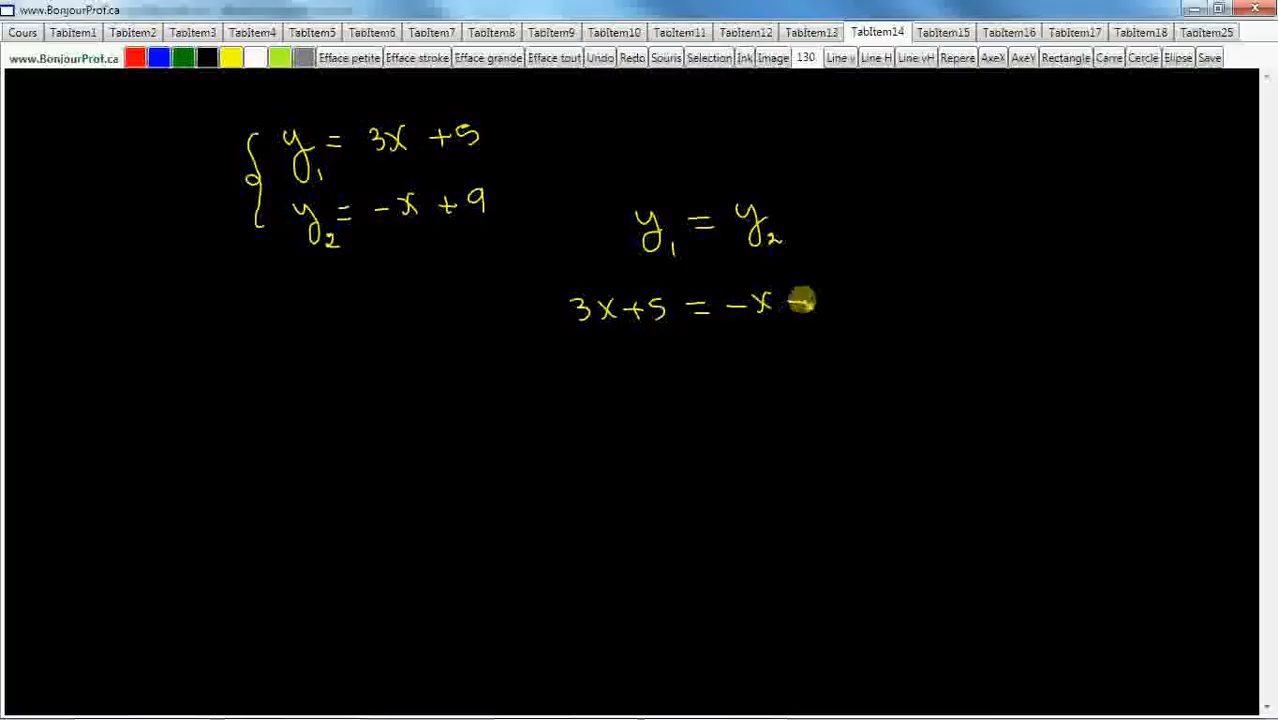 www.BonjourProf.ca
Cours TabItem1 TabItem2 TabItem3 TabItem4 TabItem5 TabItem6 TabItem7 TabItem8 TabItem9 TabItem10 TabItem11 TabItem12 TabItem13 TabItem14 TabItem15 TabItem16 TabItem17 TabItem18 TabItem25
www.BonjourProf.ca Efface petite Efface stroke Efface grande Efface tout Undo Redo Souris Selection Ink Image 130 Line v Line H Line vH Repere AxeX AxeY Rectangle Carre Cercle Elipse Save
y₁ = 3x + 5
y₂ = -x + 9
y₁ = y₂
3x + 5 = -x